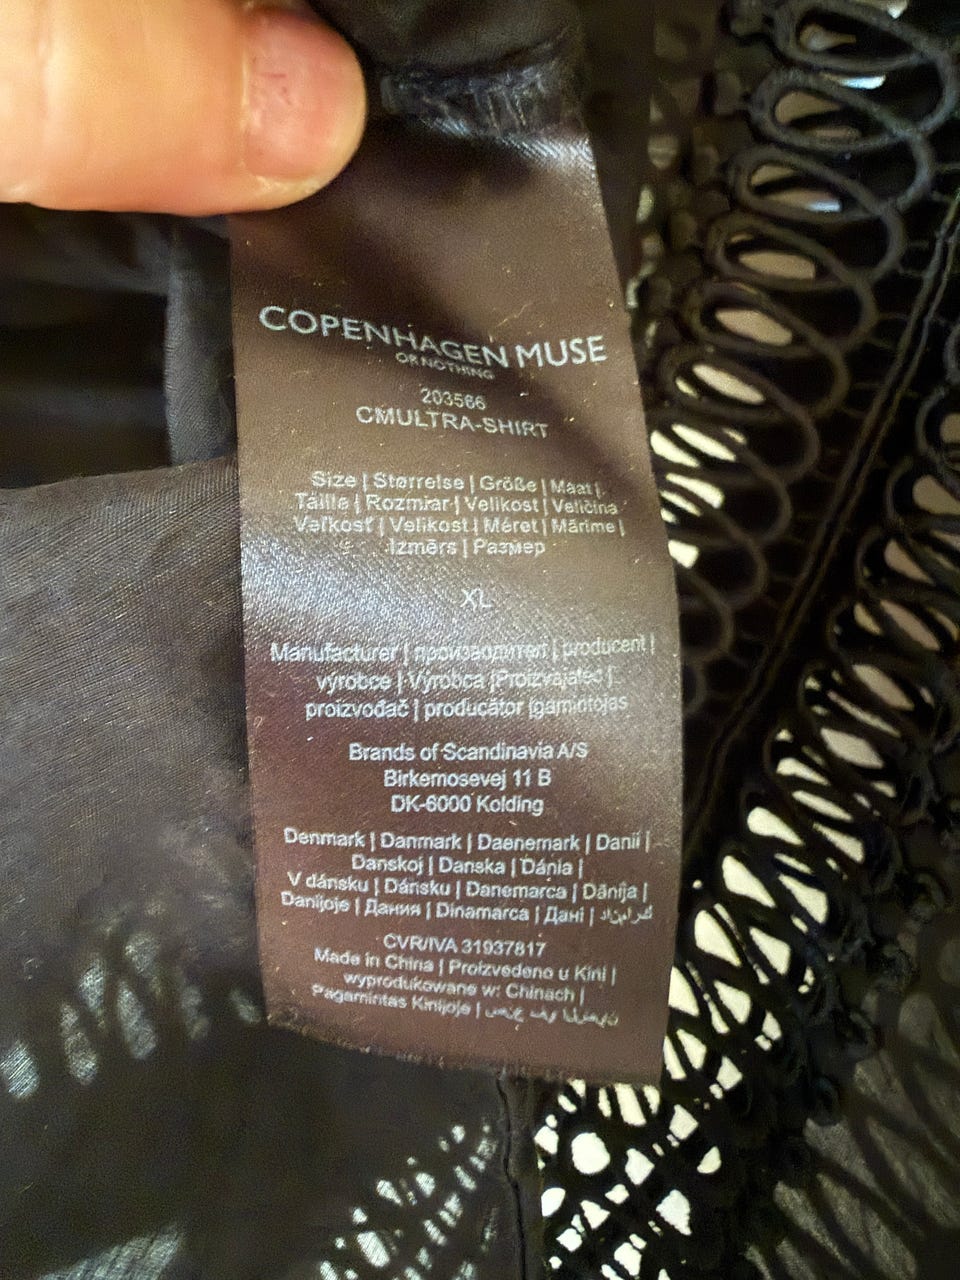 COPENHAGEN MUSE
OR NOTHING
203566
CMULTRA-SHIRT
Size | Størrelse | Größe | Maat |
Taille | Rozmiar | Velikost | Veličina
Veľkosť | Velikost | Méret | Mărime |
Izmērs | Размер
XL
Manufacturer | производител | producent |
výrobce | Výrobca | Proizvajalec |
proizvođač | producător | gamintojas
Brands of Scandinavia A/S
Birkemosevej 11 B
DK-6000 Kolding
Denmark | Danmark | Daenemark | Danii |
Danskoj | Danska | Dánia |
V dánsku | Dánsku | Danemarca | Dānija |
Danijoje | Дания | Dinamarca | Дані |
CVR/IVA 31937817
Made in China | Proizvedeno u Kini |
wyprodukowane w: Chinach |
Pagamintas Kinijoje |